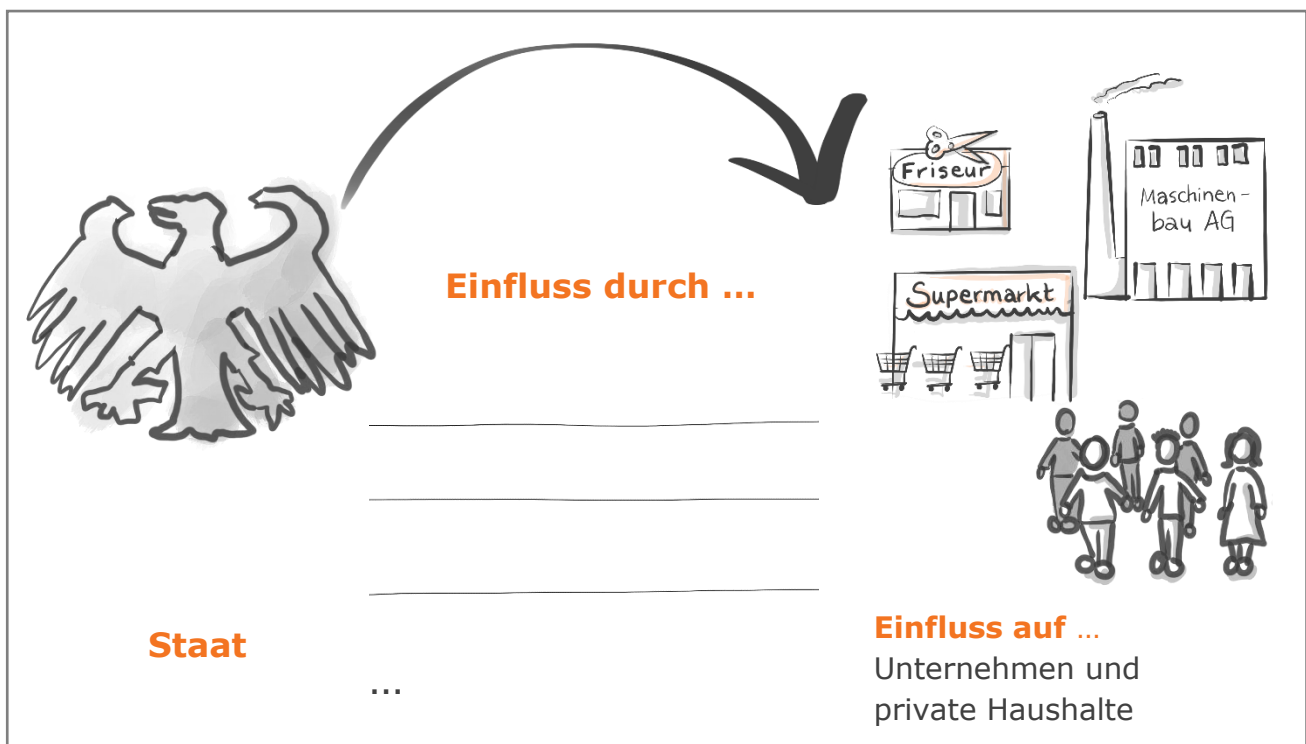 Friseur
Maschinen-
bau AG
Einfluss durch ...
Supermarkt
Staat
...
Einfluss auf ...
Unternehmen und
private Haushalte